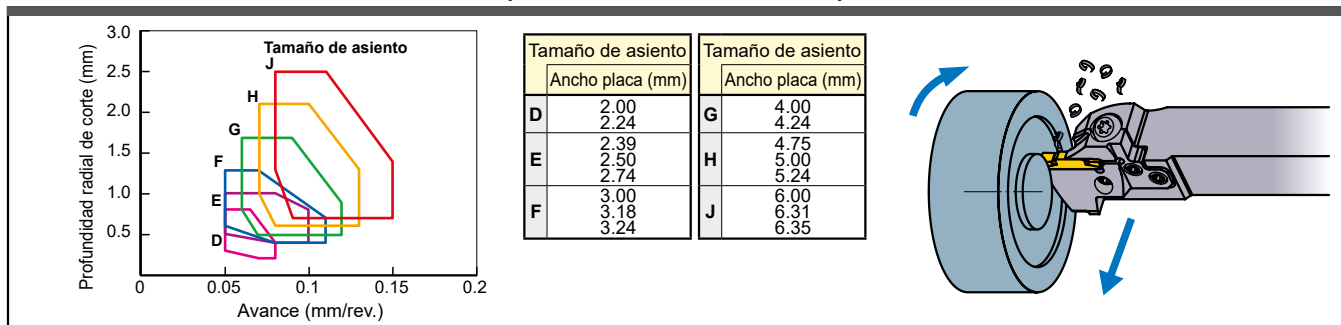 3.0
2.5
2.0
1.5
1.0
0.5
0
0.05
0.1
0.15
0.2
Profundidad radial de corte (mm)
Avance (mm/rev.)
Tamaño de asiento
J
H
G
F
E
D
Tamaño de asiento
Ancho placa (mm)
D
2.00
2.24
E
2.39
2.50
2.74
F
3.00
3.18
3.24
Tamaño de asiento
Ancho placa (mm)
G
4.00
4.24
H
4.75
5.00
5.24
J
6.00
6.31
6.35